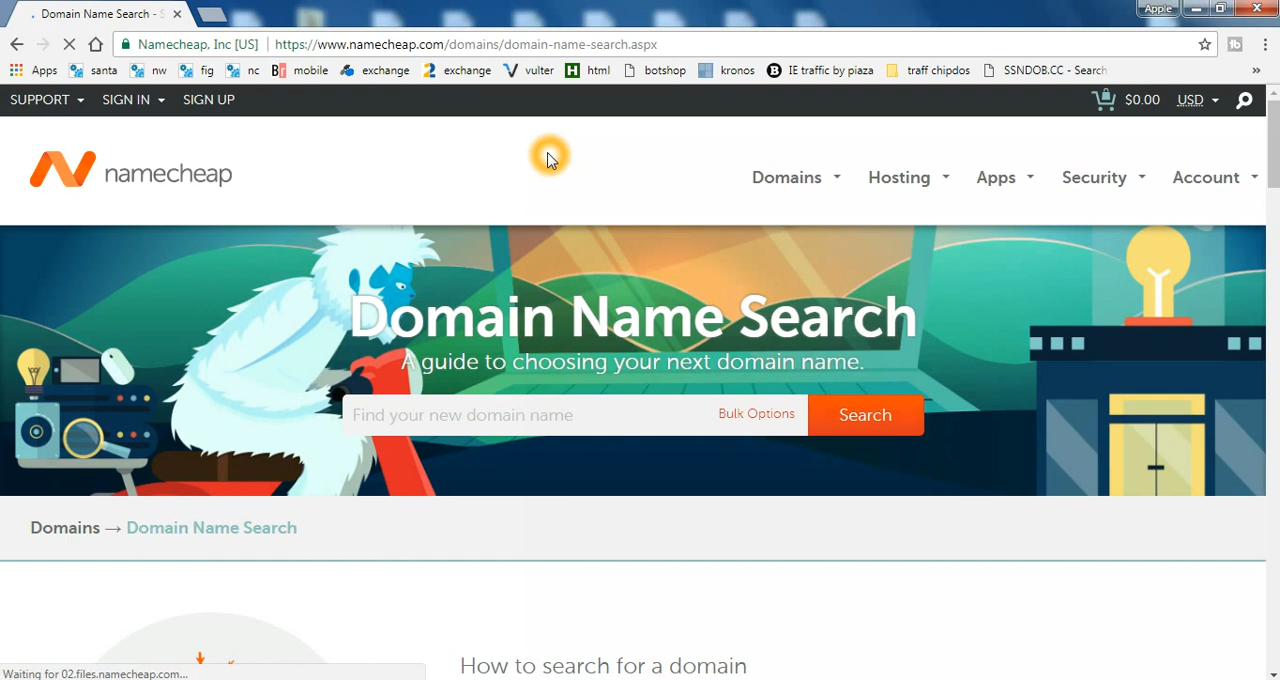 Domain Name Search - S
Apple
Namecheap, Inc [US] https://www.namecheap.com/domains/domain-name-search.aspx
Apps santa nw fig nc mobile exchange exchange vulter html botshop kronos IE traffic by piaza traff chipdos SSNDOB.CC - Search »
SUPPORT SIGN IN SIGN UP $0.00 USD
namecheap
Domains Hosting Apps Security Account
Domain Name Search
A guide to choosing your next domain name.
Find your new domain name Bulk Options Search
Domains → Domain Name Search
How to search for a domain
Waiting for 02.files.namecheap.com...